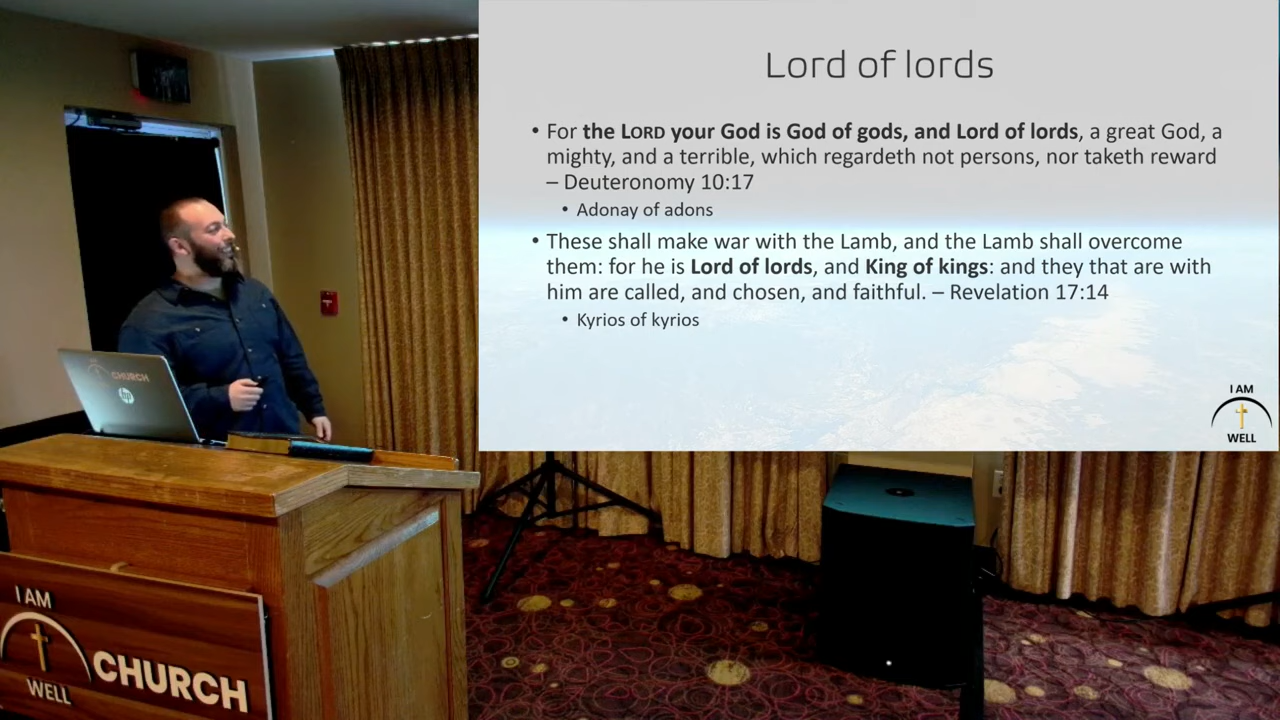 Lord of lords
• For the LORD your God is God of gods, and Lord of lords, a great God, a
mighty, and a terrible, which regardeth not persons, nor taketh reward
– Deuteronomy 10:17
• Adonay of adons
• These shall make war with the Lamb, and the Lamb shall overcome
them: for he is Lord of lords, and King of kings: and they that are with
him are called, and chosen, and faithful. – Revelation 17:14
• Kyrios of kyrios
I AM
WELL
CHURCH
hp
I AM
CHURCH
WELL